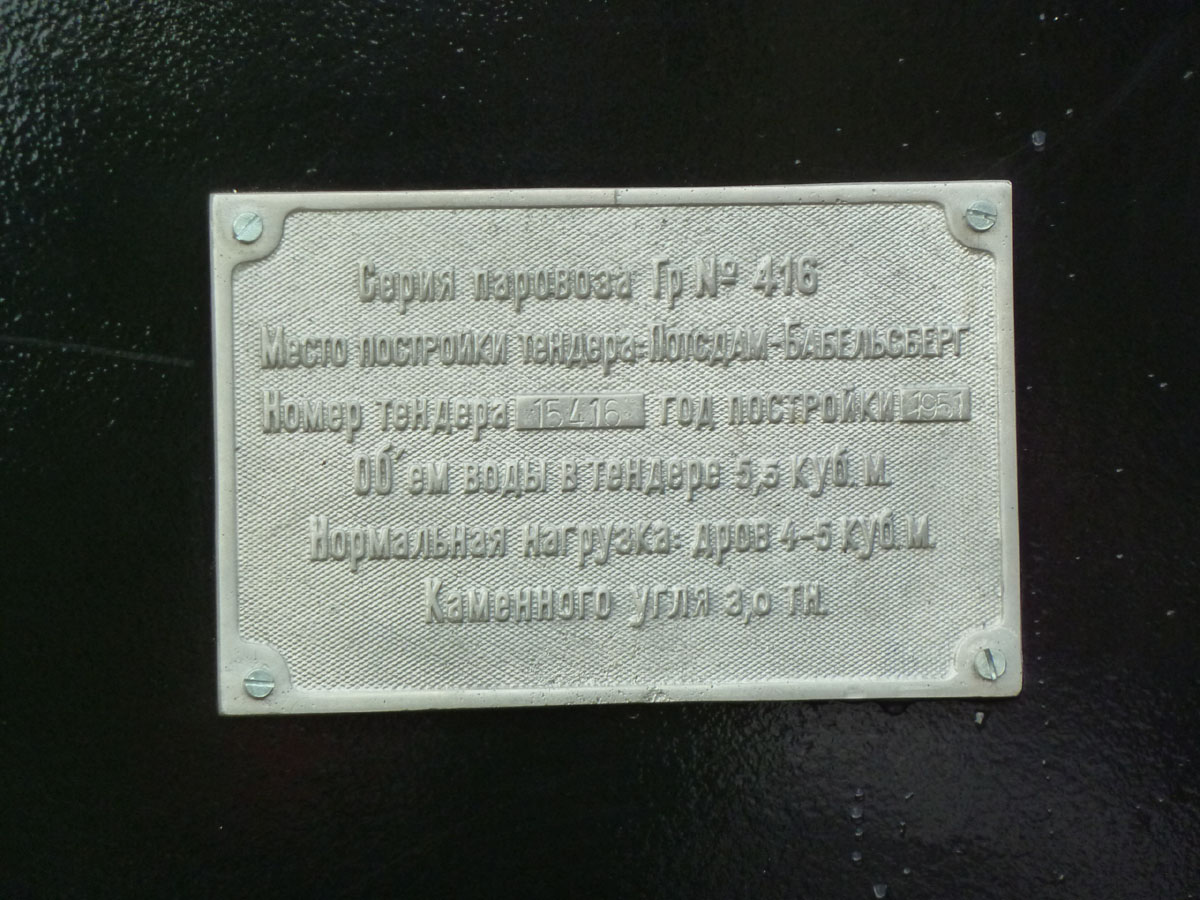 Серия паровоза Гр № 416
Место постройки тендера: Потсдам-Бабельсберг
Номер тендера 15416 год постройки 1951
Об'ем воды в тендере 5,5 куб. м.
Нормальная нагрузка: дров 4-5 куб. м.
Каменного угля 3,0 тн.